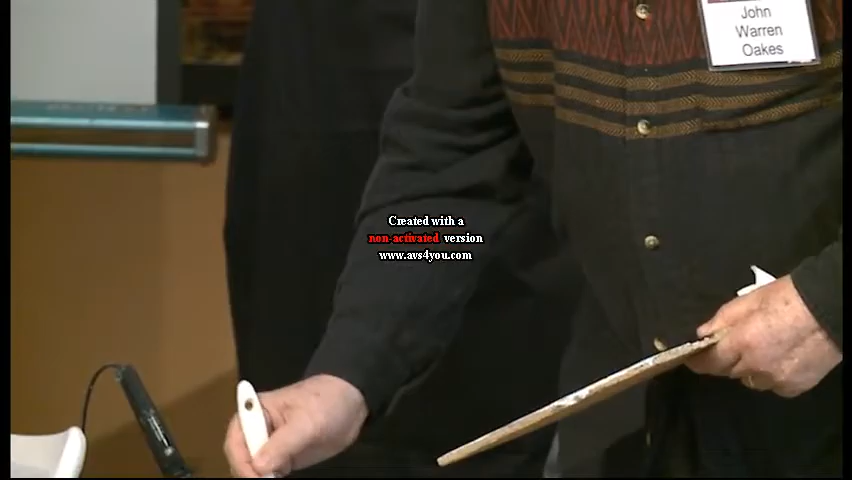 John
Warren
Oakes
Created with a
non-activated version
www.avs4you.com